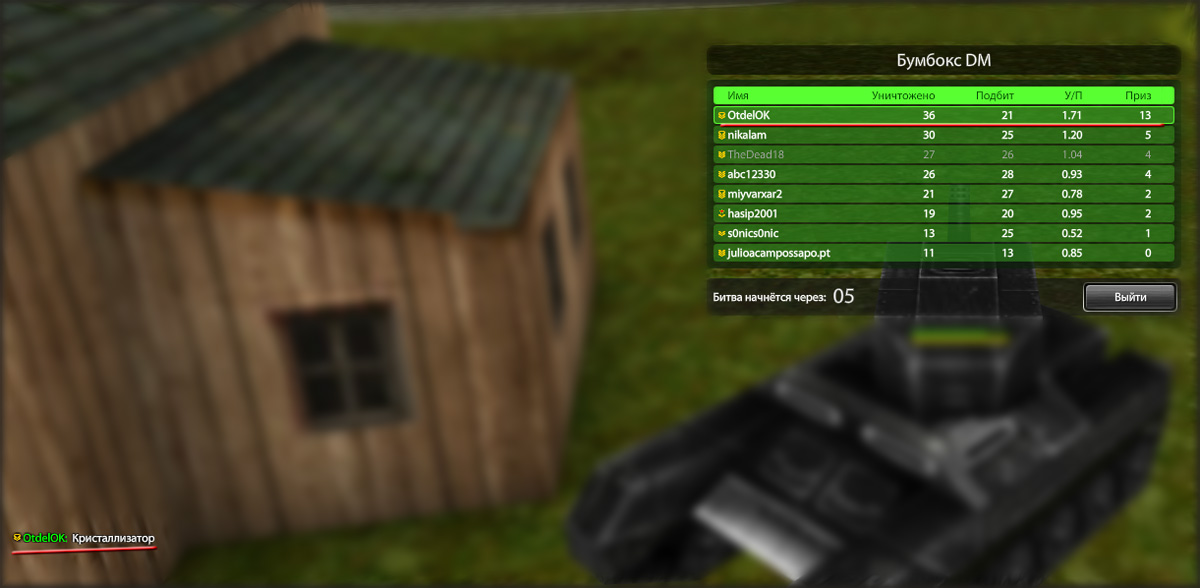 Бумбокс DM
Имя Уничтожено Подбит У/П Приз
OtdelOK 36 21 1.71 13
nikalam 30 25 1.20 5
TheDead18 27 26 1.04 4
abc12330 26 28 0.93 4
miyvarxar2 21 27 0.78 2
hasip2001 19 20 0.95 2
s0nics0nic 13 25 0.52 1
julioacampossapo.pt 11 13 0.85 0
Битва начнётся через: 05 Выйти
OtdelOK: Кристаллизатор